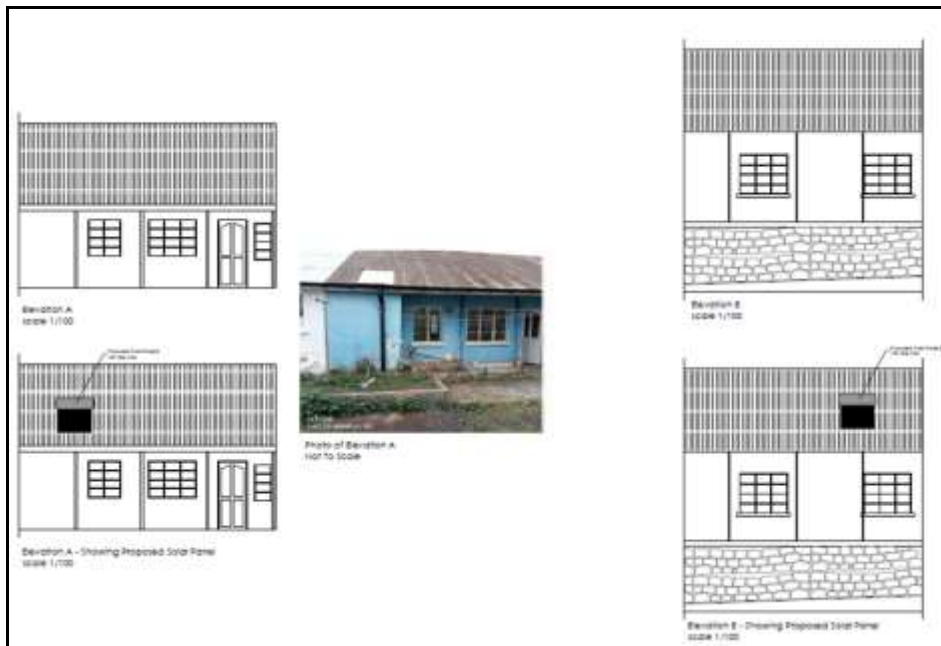 Elevation A
scale 1/100
Elevation A - Showing Proposed Solar Panel
scale 1/100
Photo of Elevation A
Not to Scale
Elevation E
scale 1/100
Elevation E - Showing Proposed Solar Panel
scale 1/100